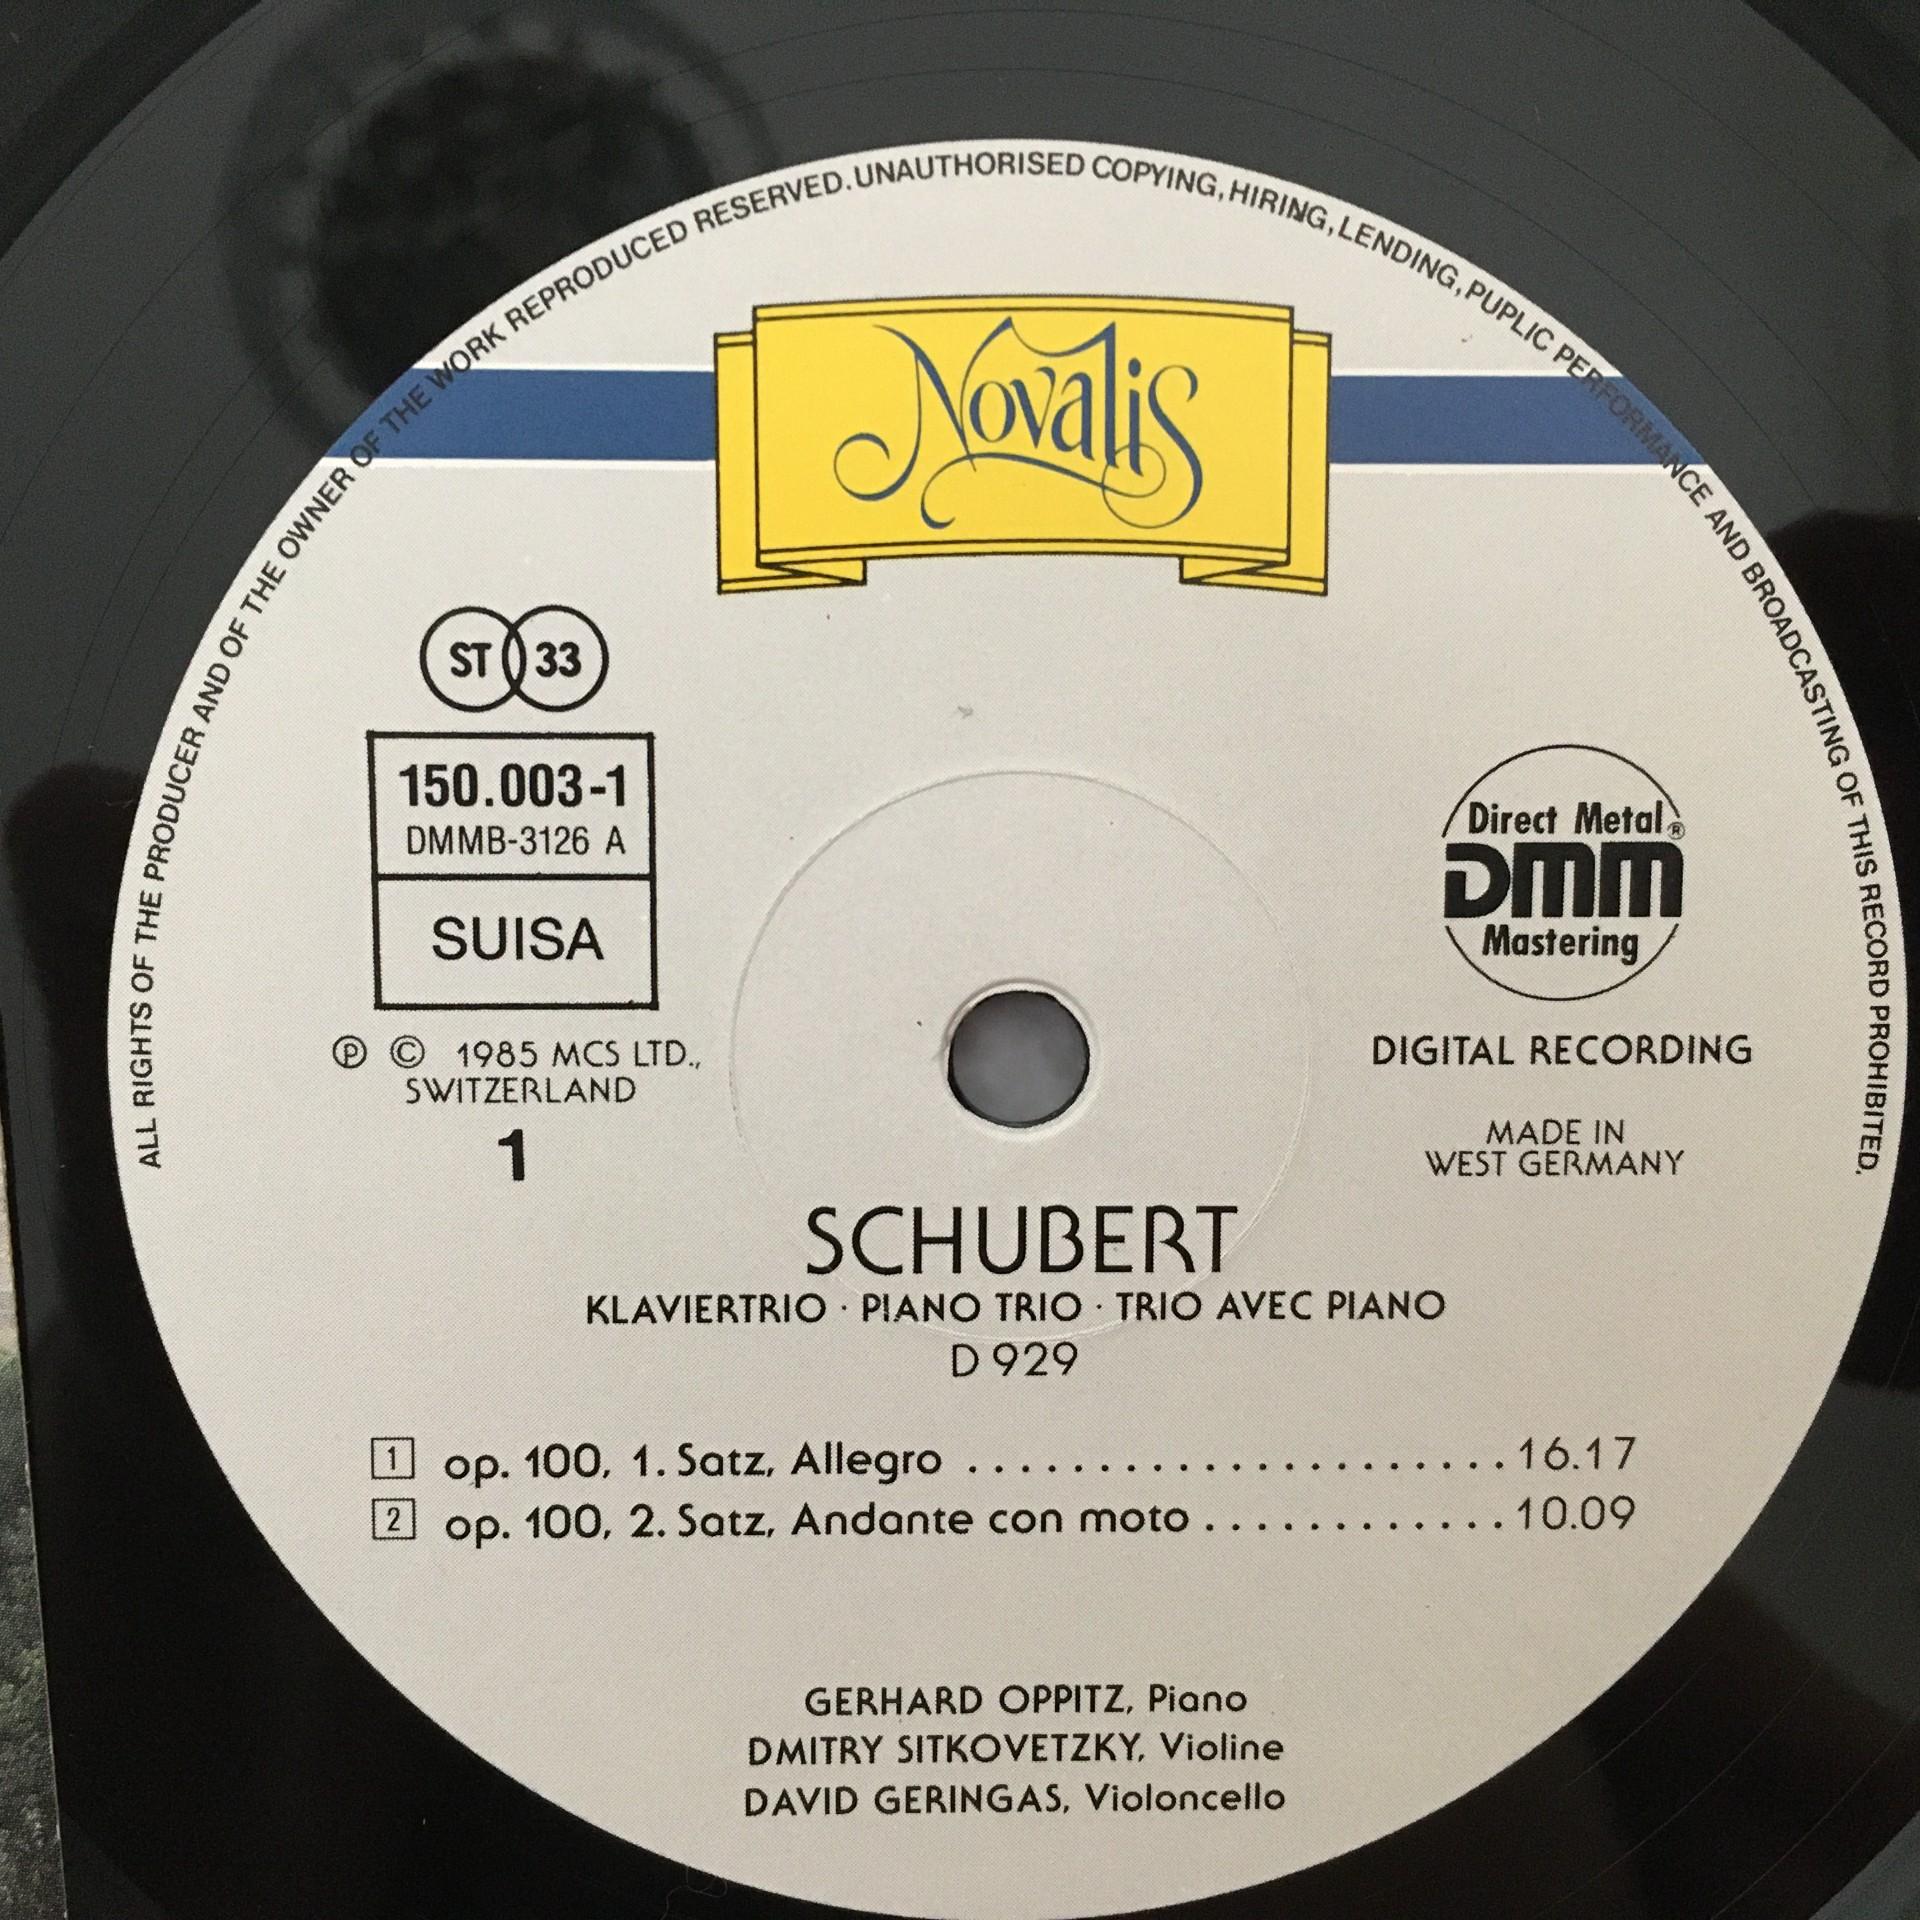 ALL RIGHTS OF THE PRODUCER AND OF THE OWNER OF THE WORK REPRODUCED RESERVED. UNAUTHORISED COPYING, HIRING, LENDING, PUPLIC PERFORMANCE AND BROADCASTING OF THIS RECORD PROHIBITED.
Novalis
ST 33
150.003-1
DMMB-3126 A
SUISA
℗ © 1985 MCS LTD.,
SWITZERLAND
1
Direct Metal®
DMM
Mastering
DIGITAL RECORDING
MADE IN
WEST GERMANY
SCHUBERT
KLAVIERTRIO · PIANO TRIO · TRIO AVEC PIANO
D 929
1 op. 100, 1. Satz, Allegro ..................... 16.17
2 op. 100, 2. Satz, Andante con moto ............ 10.09
GERHARD OPPITZ, Piano
DMITRY SITKOVETZKY, Violine
DAVID GERINGAS, Violoncello